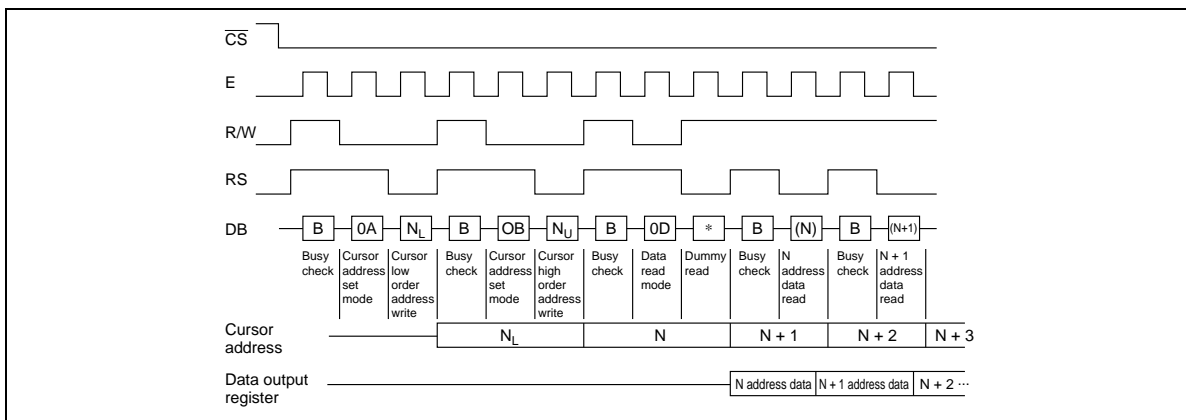 CS
E
R/W
RS
DB B 0A NL B OB NU B 0D * B (N) B (N+1)
Busy Cursor Cursor Busy Cursor Cursor Busy Data Dummy Busy N Busy N + 1
check address low check address high check read read check address check address
set order set order mode data data
mode address mode address read read
write write
Cursor
address NL N N + 1 N + 2 N + 3
Data output
register N address data N + 1 address data N + 2 ···